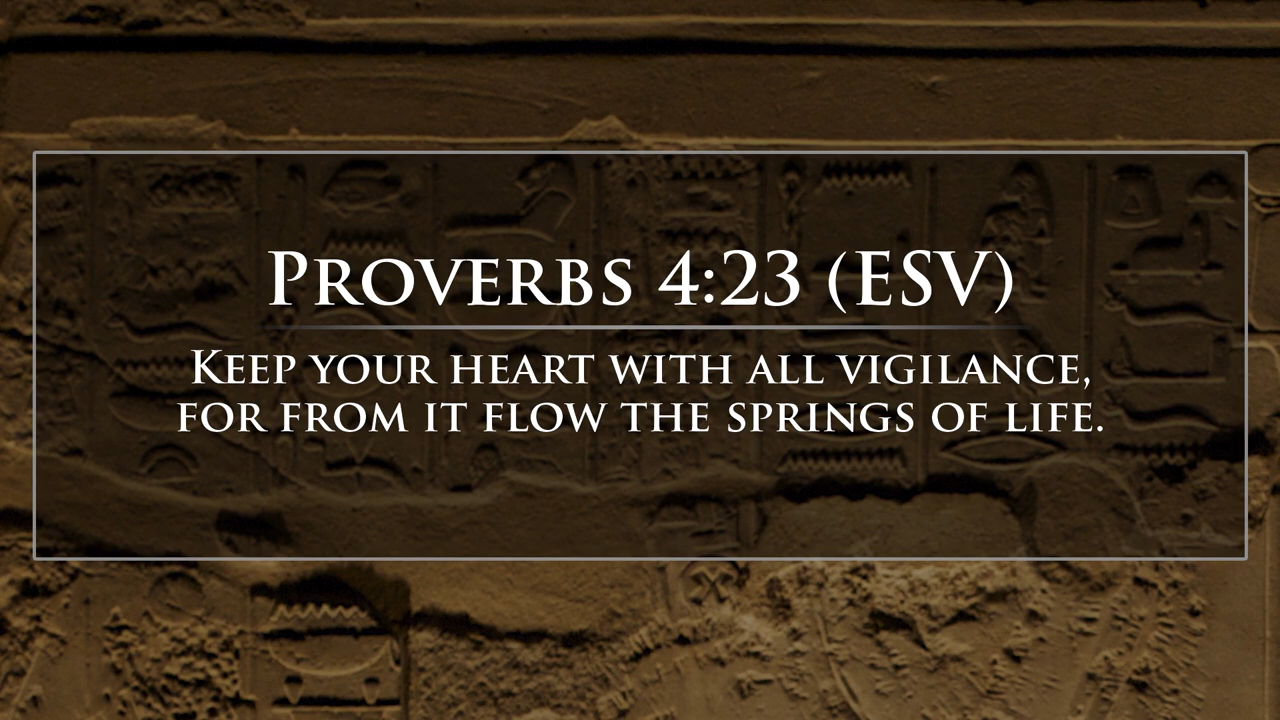 Proverbs 4:23 (ESV)
Keep your heart with all vigilance,
for from it flow the springs of life.